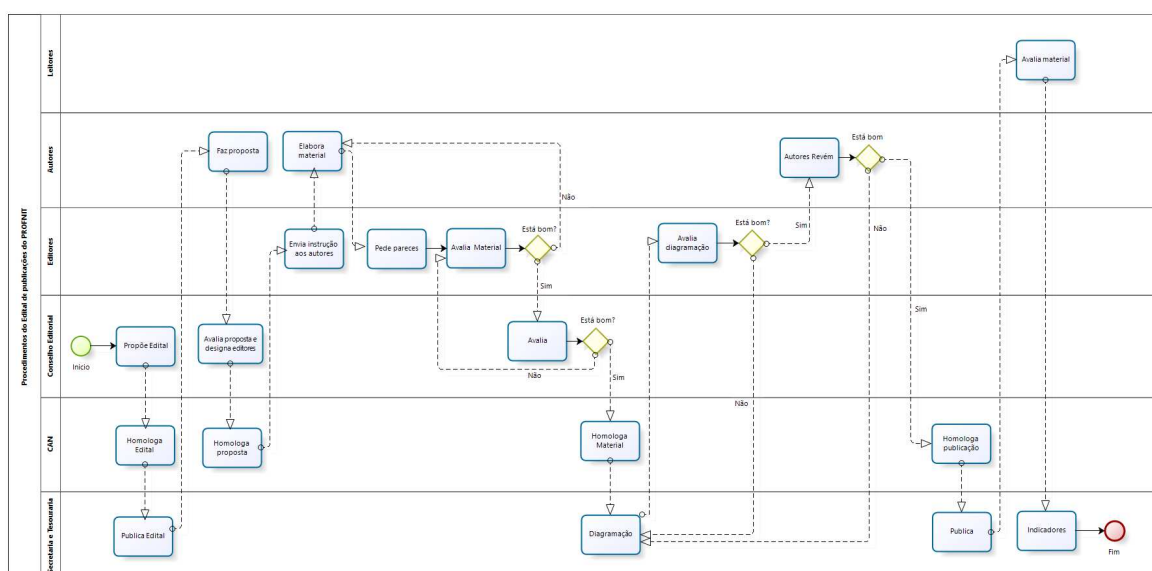 Procedimentos do Edital de publicações do PROFNIT
Leitores
Avalia material
Autores
Faz proposta
Elabora
material
Autores Revêm
Está bom
Não
Não
Sim
Editores
Envia instrução
aos autores
Pede pareces
Avalia Material
Está bom?
Sim
Avalia
diagramação
Está bom?
Sim
Não
Conselho Editorial
Início
Propõe Edital
Avalia proposta e
designa editores
Avalia
Está bom?
Não
Sim
CAN
Homologa
Edital
Homologa
proposta
Homologa
Material
Homologa
publicação
Secretaria e Tesouraria
Publica Edital
Diagramação
Publica
Indicadores
Fim